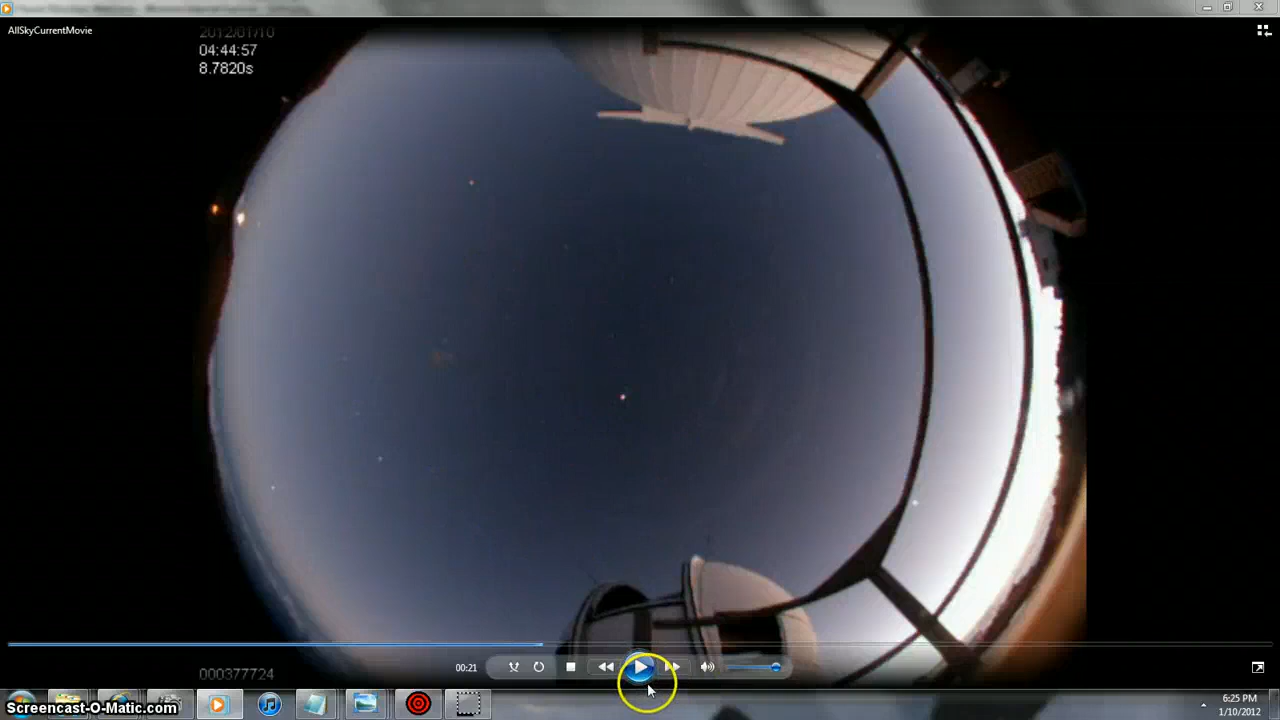 AllSkyCurrentMovie
2012/01/10
04:44:57
8.7820s
00:21
000377724
Screencast-O-Matic.com
6:25 PM
1/10/2012